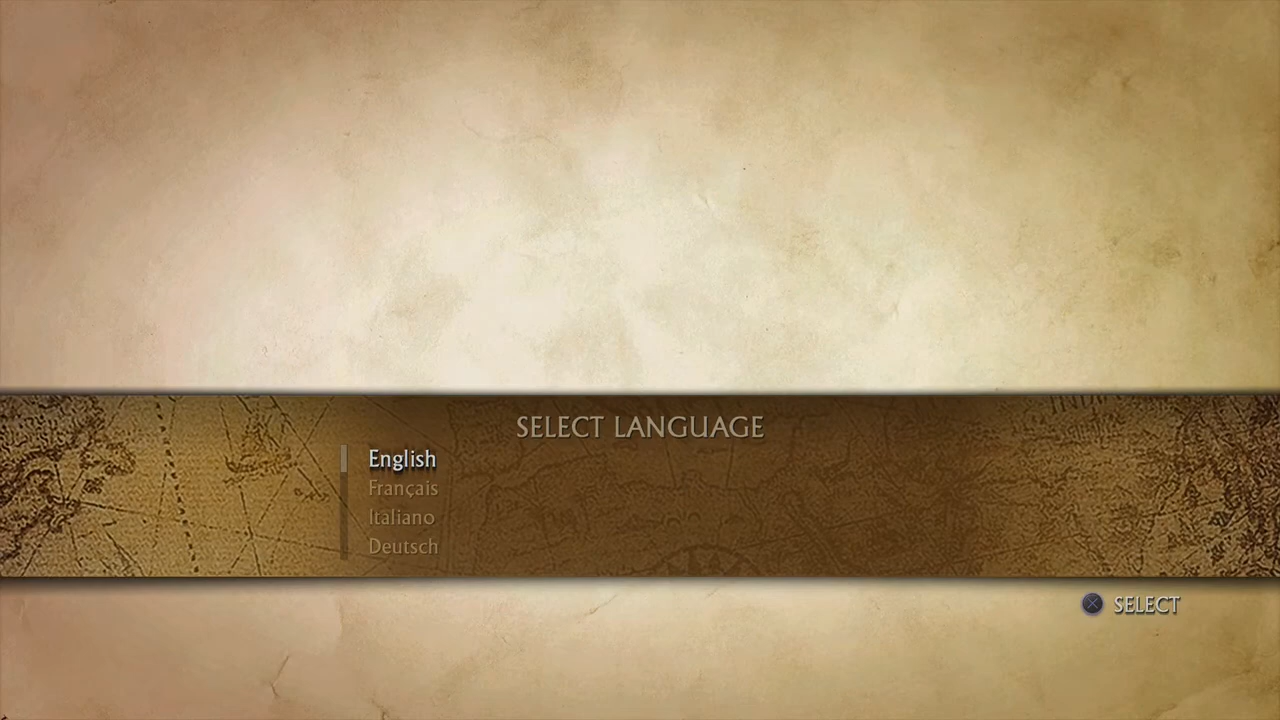 SELECT LANGUAGE
English
Français
Italiano
Deutsch
SELECT